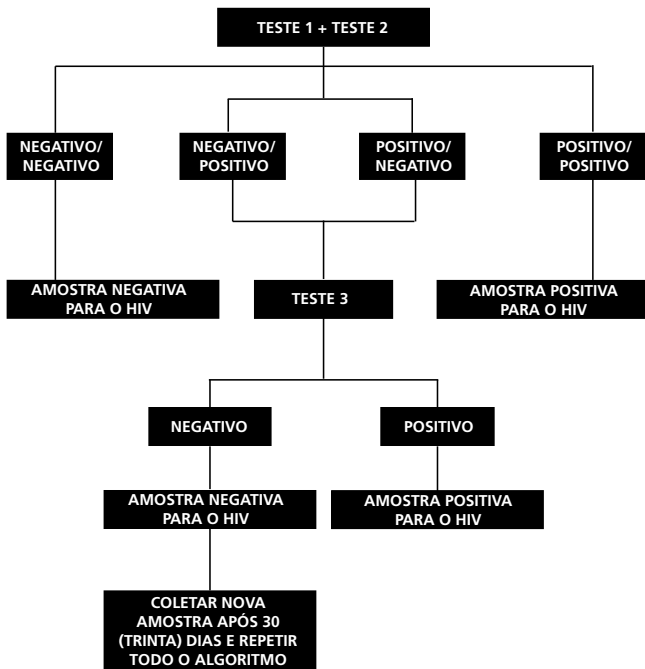 TESTE 1 + TESTE 2
NEGATIVO/
NEGATIVO
NEGATIVO/
POSITIVO
POSITIVO/
NEGATIVO
POSITIVO/
POSITIVO
AMOSTRA NEGATIVA
PARA O HIV
TESTE 3
AMOSTRA POSITIVA
PARA O HIV
NEGATIVO
POSITIVO
AMOSTRA NEGATIVA
PARA O HIV
AMOSTRA POSITIVA
PARA O HIV
COLETAR NOVA
AMOSTRA APÓS 30
(TRINTA) DIAS E REPETIR
TODO O ALGORITMO